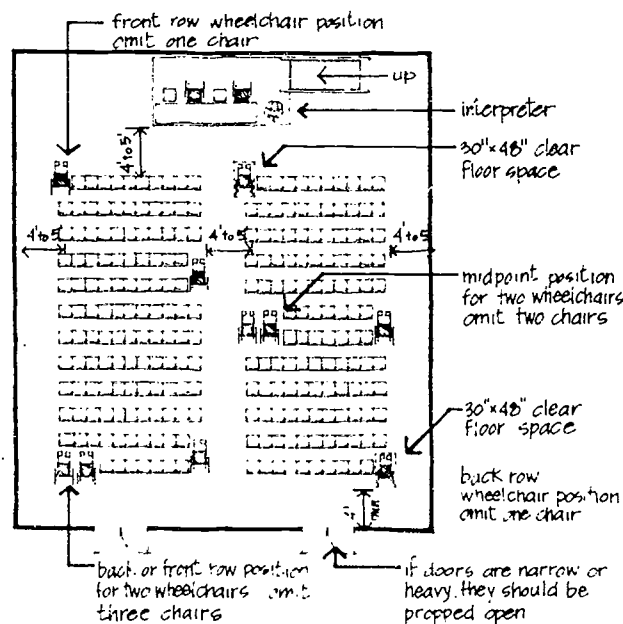 front row wheelchair position
omit one chair
up
interpreter
30"x48" clear
floor space
4' to 5'
4' to 5'
4' to 5'
4' to 5'
midpoint position
for two wheelchairs
omit two chairs
30"x48" clear
floor space
back row
wheelchair position
omit one chair
4'
min
back or front row position
for two wheelchairs omit
three chairs
if doors are narrow or
heavy, they should be
propped open